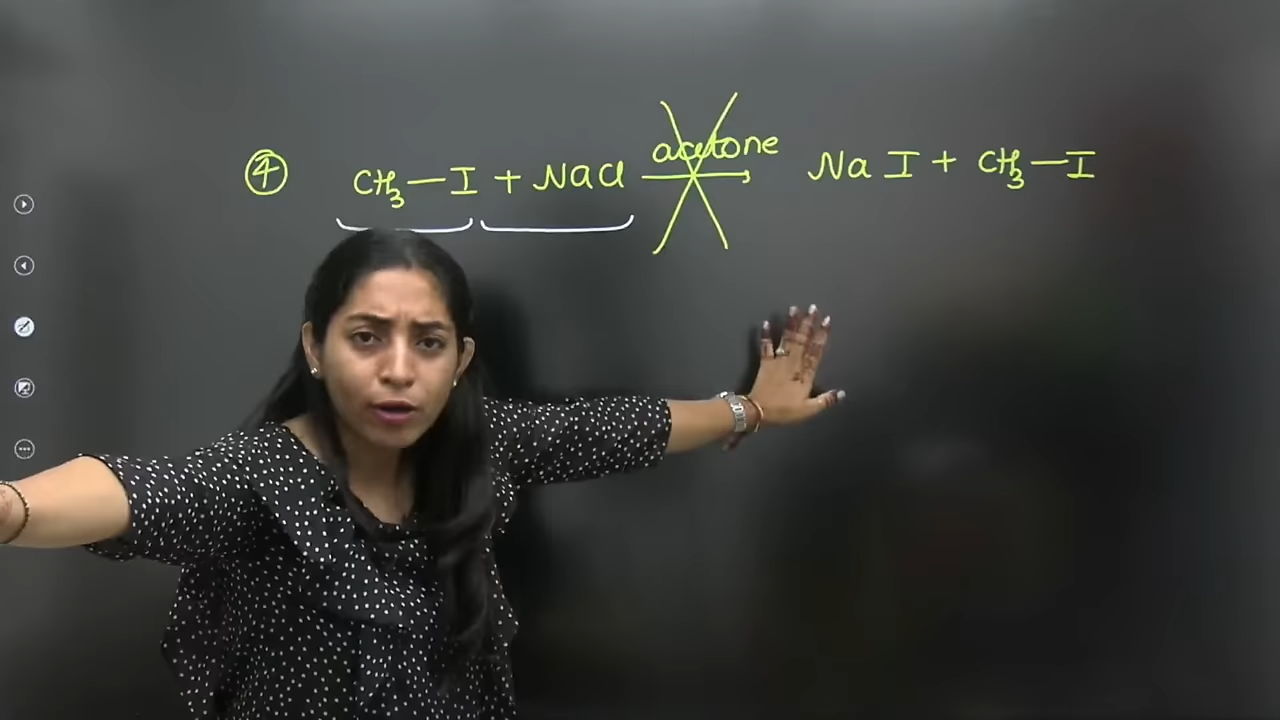 ④ CH₃—I + NaCl acetone → NaI + CH₃—I